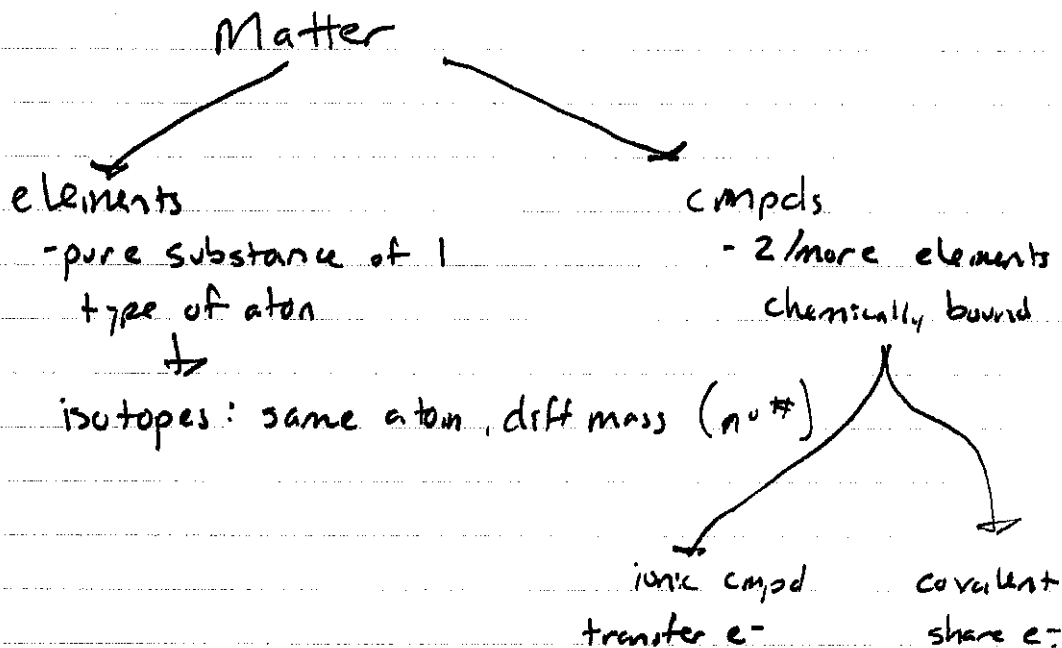 Matter
elements
-pure substance of 1
type of atom
isotopes: same atom, diff mass (n° #)
cmpds
- 2/more elements
chemically bound
ionic cmpd
transfer e-
covalent
share e-